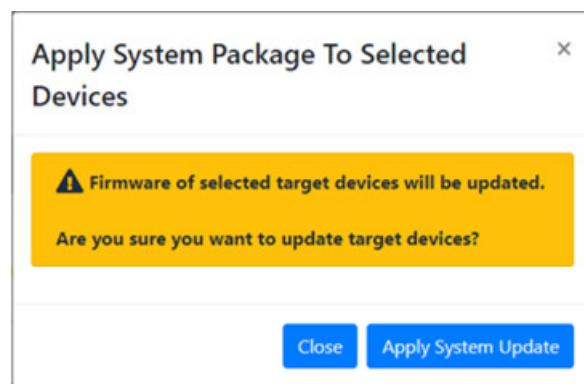 Apply System Package To Selected
Devices
×
Firmware of selected target devices will be updated.
Are you sure you want to update target devices?
Close
Apply System Update